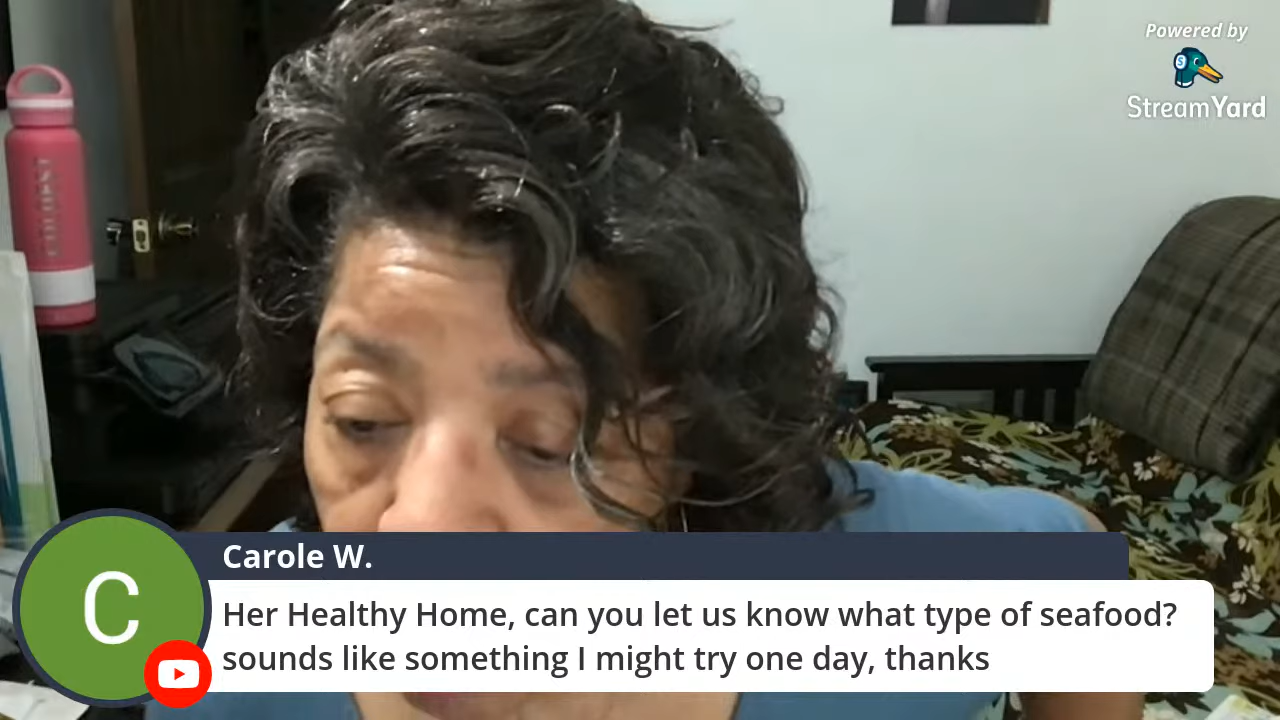 Powered by
StreamYard
COLDEST
C
Carole W.
Her Healthy Home, can you let us know what type of seafood?
sounds like something I might try one day, thanks